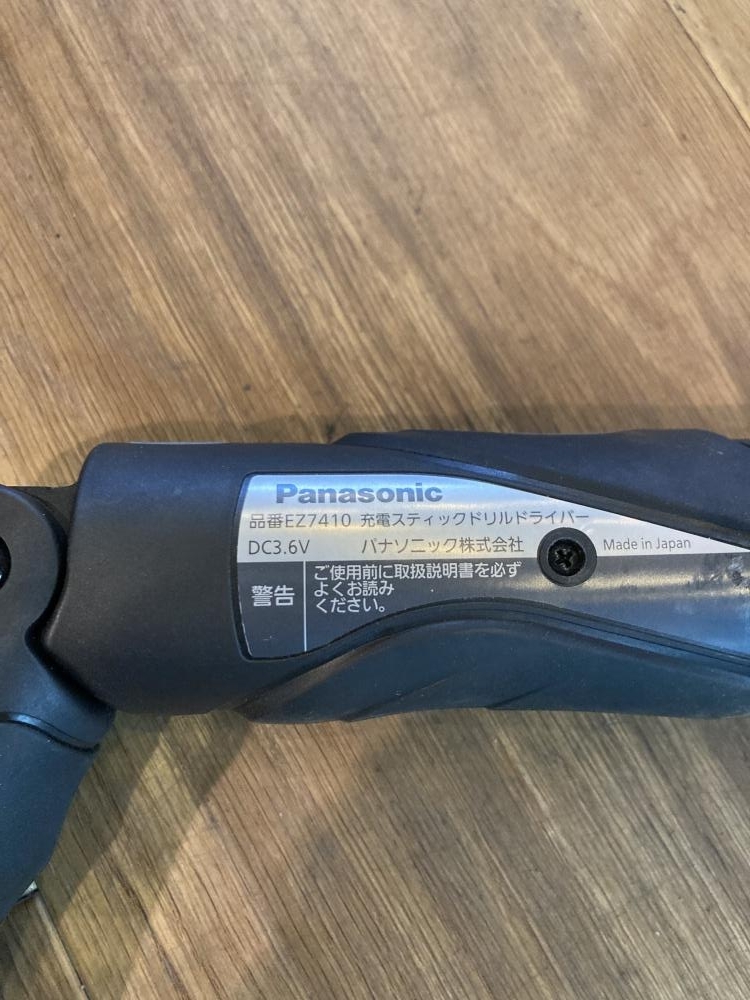 Panasonic
品番EZ7410 充電スティックドリルドライバー
DC3.6V パナソニック株式会社 Made in Japan
警告
ご使用前に取扱説明書を必ず
よくお読み
ください。